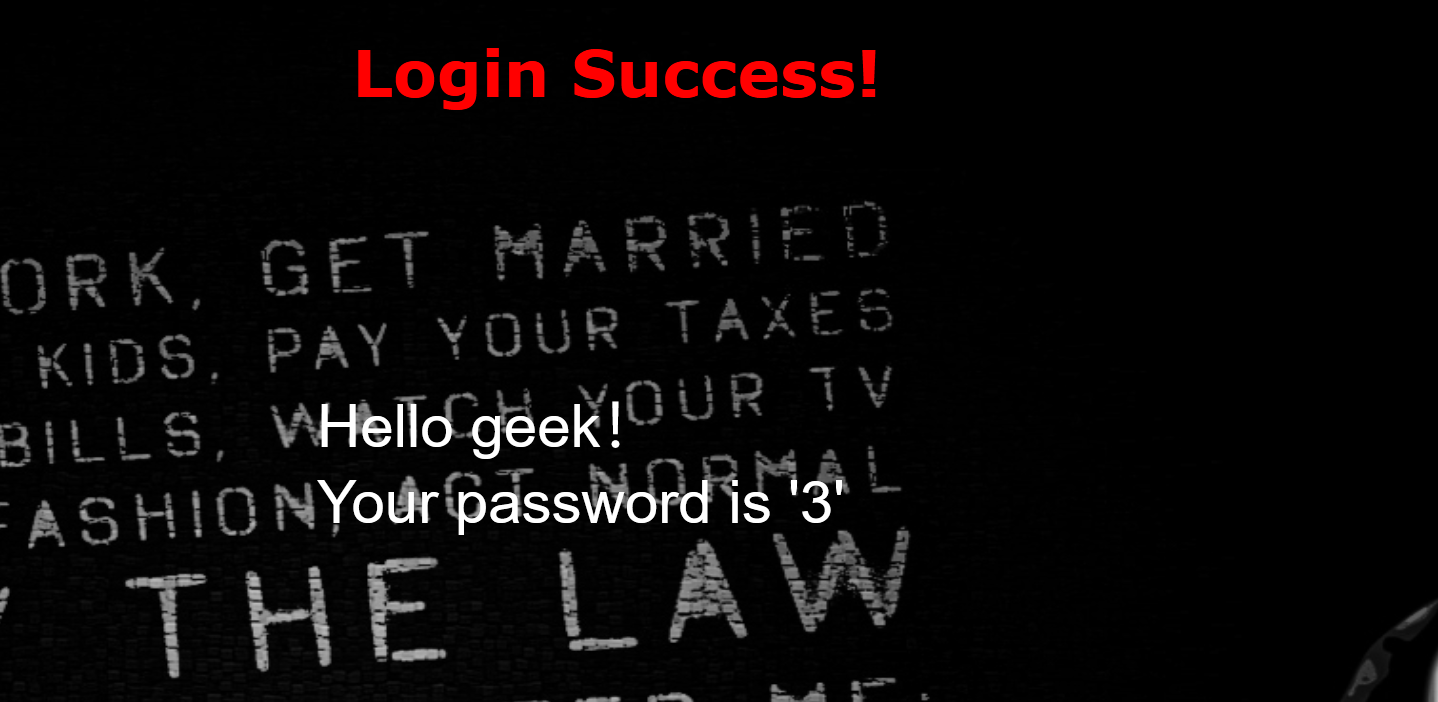 Login Success!
ORK, GET MARRIED
KIDS, PAY YOUR TAXES
BILLS, WATCH YOUR TV
Hello geek!
FASHION, ACT NORMAL
Your password is '3'
THE LAW
ME: